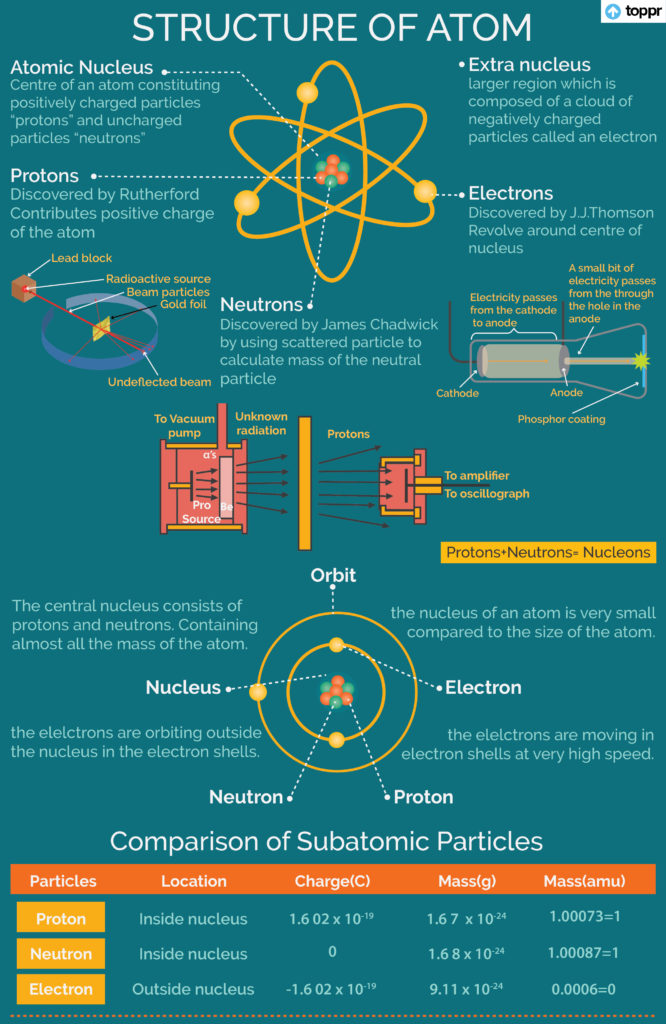 toppr
STRUCTURE OF ATOM
Atomic Nucleus
Centre of an atom constituting
positively charged particles
“protons” and uncharged
particles “neutrons”
Extra nucleus
larger region which is
composed of a cloud of
negatively charged
particles called an electron
Protons
Discovered by Rutherford
Contributes positive charge
of the atom
Electrons
Discovered by J.J.Thomson
Revolve around centre of
nucleus
Lead block
Radioactive source
Beam particles
Gold foil
Undeflected beam
Neutrons
Discovered by James Chadwick
by using scattered particle to
calculate mass of the neutral
particle
Electricity passes
from the cathode
to anode
A small bit of
electricity passes
from the through
the hole in the
anode
Cathode
Anode
Phosphor coating
To Vacuum
pump
Unknown
radiation
Protons
α's
Pro
Source
Be
To amplifier
To oscillograph
Protons+Neutrons= Nucleons
Orbit
The central nucleus consists of
protons and neutrons. Containing
almost all the mass of the atom.
the nucleus of an atom is very small
compared to the size of the atom.
Nucleus
Electron
the elelctrons are orbiting outside
the nucleus in the electron shells.
the elelctrons are moving in
electron shells at very high speed.
Neutron
Proton
Comparison of Subatomic Particles
Particles Location Charge(C) Mass(g) Mass(amu)
Proton Inside nucleus 1.6 02 x 10-19 1.6 7 x 10-24 1.00073=1
Neutron Inside nucleus 0 1.6 8 x 10-24 1.00087=1
Electron Outside nucleus -1.6 02 x 10-19 9.11 x 10-24 0.0006=0